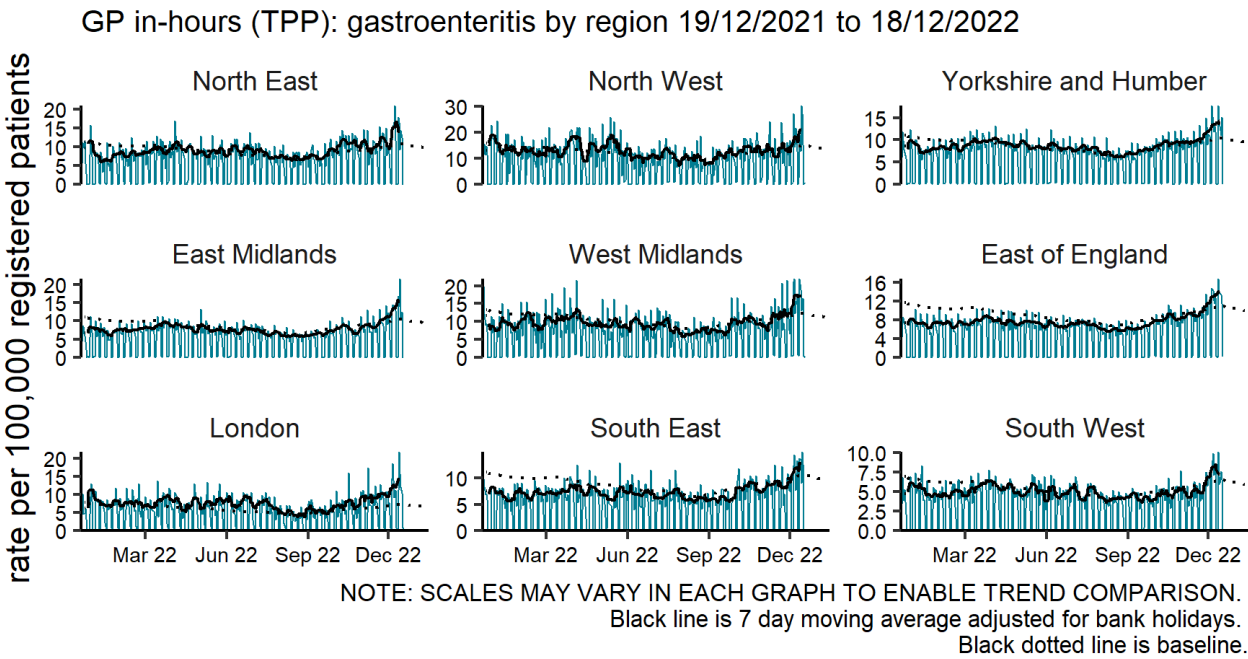 GP in-hours (TPP): gastroenteritis by region 19/12/2021 to 18/12/2022
rate per 100,000 registered patients
North East
20
15
10
5
0
North West
30
20
10
0
Yorkshire and Humber
15
10
5
0
East Midlands
20
15
10
5
0
West Midlands
20
15
10
5
0
East of England
16
12
8
4
0
London
20
15
10
5
0
Mar 22 Jun 22 Sep 22 Dec 22
South East
10
5
0
Mar 22 Jun 22 Sep 22 Dec 22
South West
10.0
7.5
5.0
2.5
0.0
Mar 22 Jun 22 Sep 22 Dec 22
NOTE: SCALES MAY VARY IN EACH GRAPH TO ENABLE TREND COMPARISON.
Black line is 7 day moving average adjusted for bank holidays.
Black dotted line is baseline.